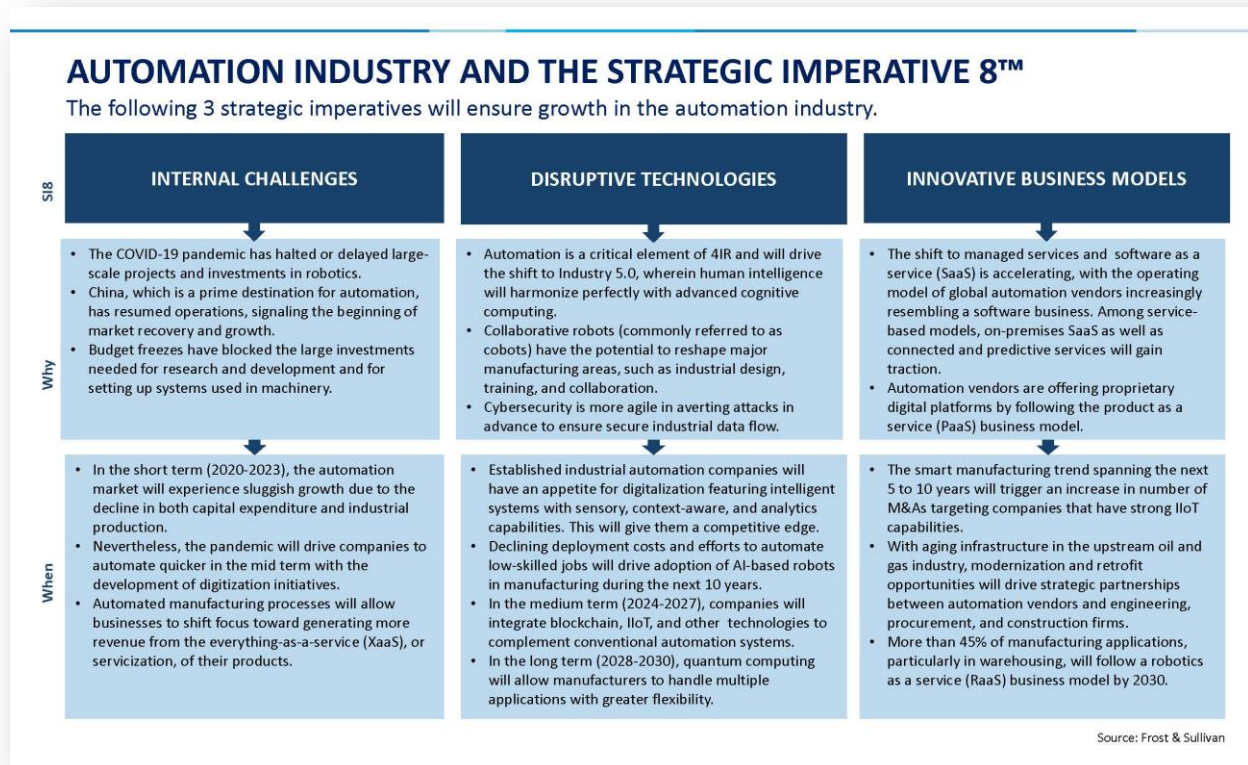 AUTOMATION INDUSTRY AND THE STRATEGIC IMPERATIVE 8™
The following 3 strategic imperatives will ensure growth in the automation industry.
SI8
INTERNAL CHALLENGES
DISRUPTIVE TECHNOLOGIES
INNOVATIVE BUSINESS MODELS
Why
• The COVID-19 pandemic has halted or delayed large-
scale projects and investments in robotics.
• China, which is a prime destination for automation,
has resumed operations, signaling the beginning of
market recovery and growth.
• Budget freezes have blocked the large investments
needed for research and development and for
setting up systems used in machinery.
• Automation is a critical element of 4IR and will drive
the shift to Industry 5.0, wherein human intelligence
will harmonize perfectly with advanced cognitive
computing.
• Collaborative robots (commonly referred to as
cobots) have the potential to reshape major
manufacturing areas, such as industrial design,
training, and collaboration.
• Cybersecurity is more agile in averting attacks in
advance to ensure secure industrial data flow.
• The shift to managed services and software as a
service (SaaS) is accelerating, with the operating
model of global automation vendors increasingly
resembling a software business. Among service-
based models, on-premises SaaS as well as
connected and predictive services will gain
traction.
• Automation vendors are offering proprietary
digital platforms by following the product as a
service (PaaS) business model.
When
• In the short term (2020-2023), the automation
market will experience sluggish growth due to the
decline in both capital expenditure and industrial
production.
• Nevertheless, the pandemic will drive companies to
automate quicker in the mid term with the
development of digitization initiatives.
• Automated manufacturing processes will allow
businesses to shift focus toward generating more
revenue from the everything-as-a-service (XaaS), or
servicization, of their products.
• Established industrial automation companies will
have an appetite for digitalization featuring intelligent
systems with sensory, context-aware, and analytics
capabilities. This will give them a competitive edge.
• Declining deployment costs and efforts to automate
low-skilled jobs will drive adoption of AI-based robots
in manufacturing during the next 10 years.
• In the medium term (2024-2027), companies will
integrate blockchain, IIoT, and other technologies to
complement conventional automation systems.
• In the long term (2028-2030), quantum computing
will allow manufacturers to handle multiple
applications with greater flexibility.
• The smart manufacturing trend spanning the next
5 to 10 years will trigger an increase in number of
M&As targeting companies that have strong IIoT
capabilities.
• With aging infrastructure in the upstream oil and
gas industry, modernization and retrofit
opportunities will drive strategic partnerships
between automation vendors and engineering,
procurement, and construction firms.
• More than 45% of manufacturing applications,
particularly in warehousing, will follow a robotics
as a service (RaaS) business model by 2030.
Source: Frost & Sullivan